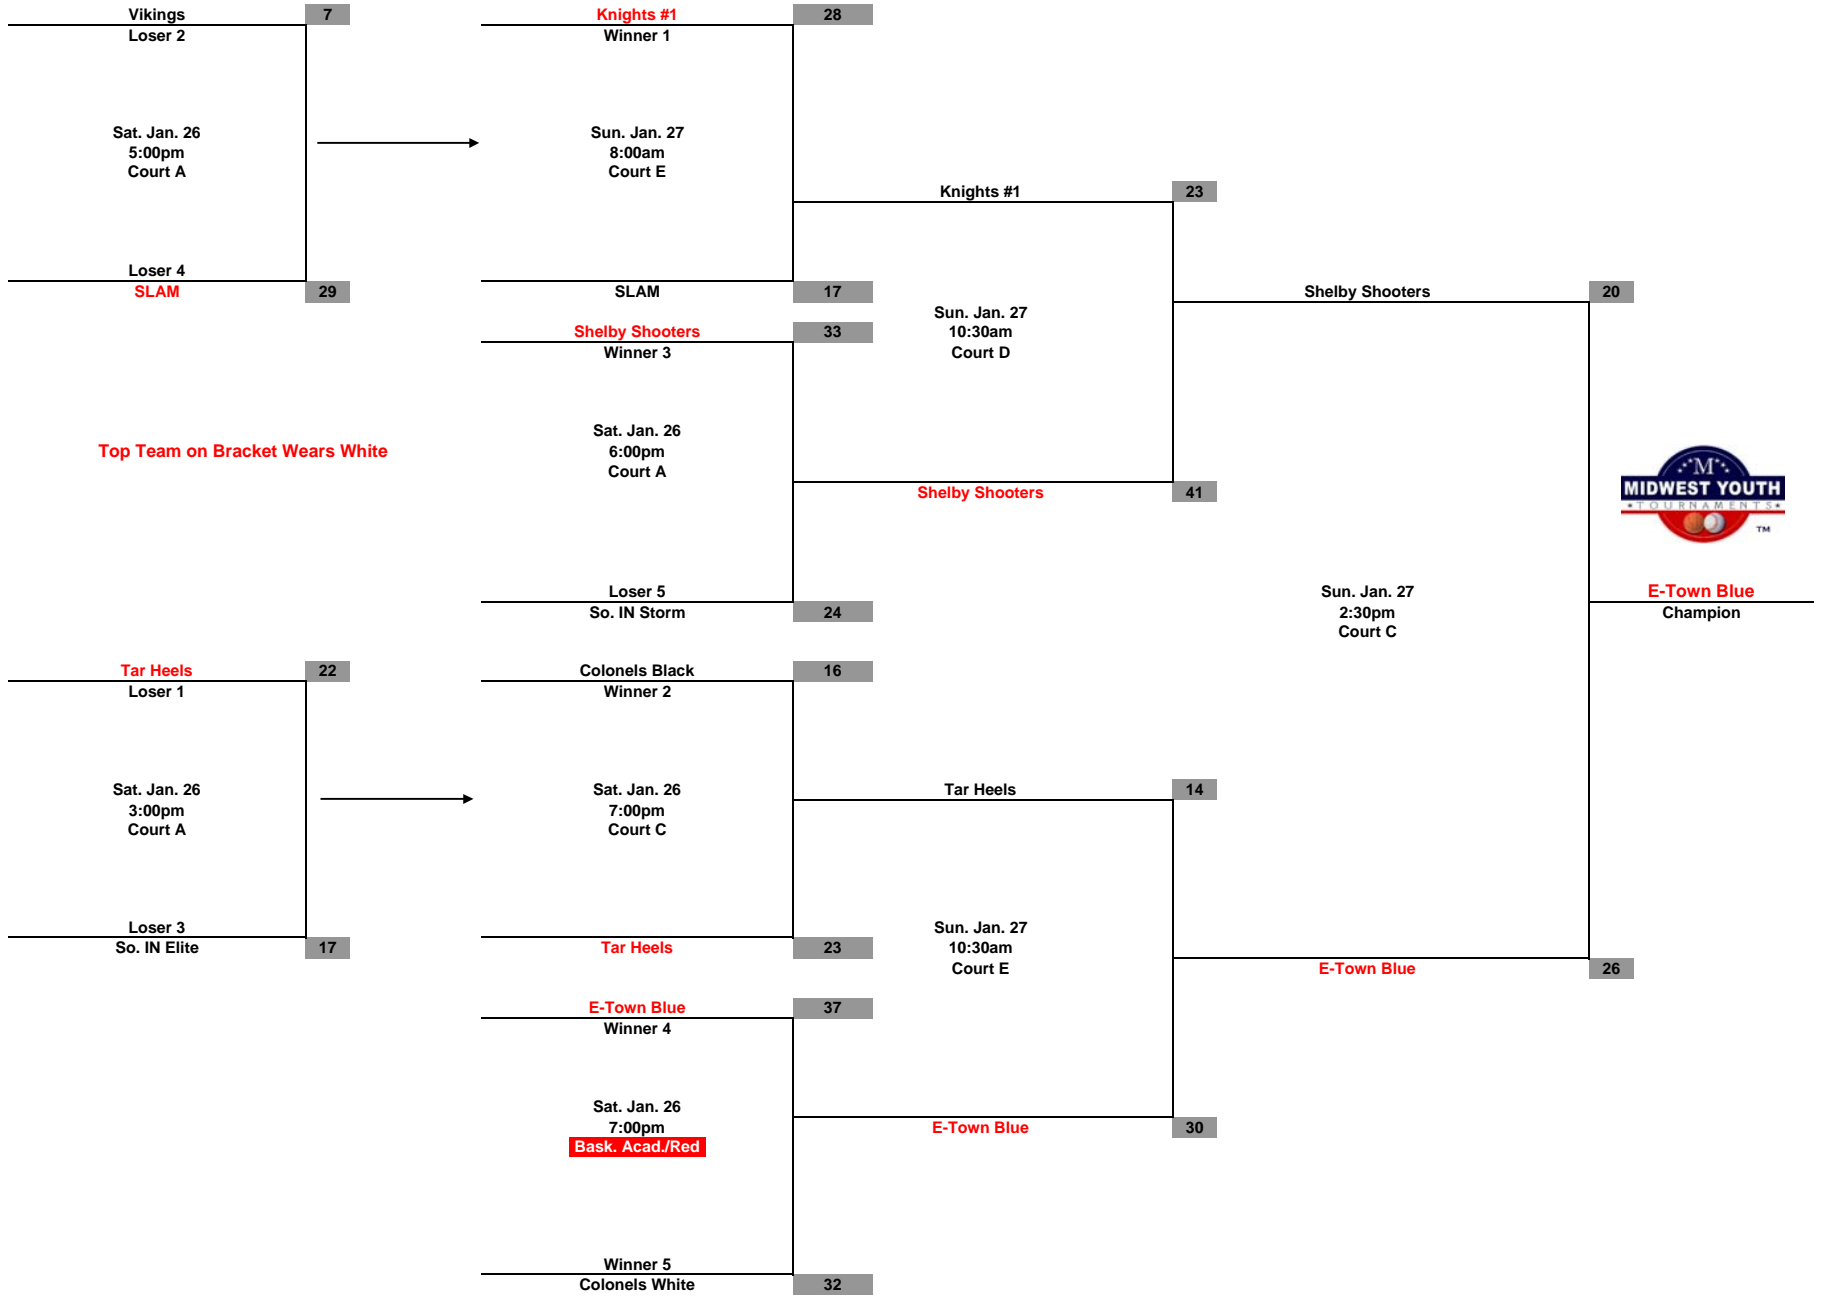 Vikings 7
Loser 2
Knights #1 28
Winner 1
Sat. Jan. 26
5:00pm
Court A
Sun. Jan. 27
8:00am
Court E
Knights #1 23
Loser 4
SLAM 29
SLAM 17
Shelby Shooters 20
Sun. Jan. 27
10:30am
Court D
Shelby Shooters 33
Winner 3
Top Team on Bracket Wears White
Sat. Jan. 26
6:00pm
Court A
Shelby Shooters 41
M
MIDWEST YOUTH
TOURNAMENTS
TM
Loser 5
So. IN Storm 24
Sun. Jan. 27
2:30pm
Court C
E-Town Blue
Champion
Tar Heels 22
Loser 1
Colonels Black 16
Winner 2
Sat. Jan. 26
3:00pm
Court A
Sat. Jan. 26
7:00pm
Court C
Tar Heels 14
Loser 3
So. IN Elite 17
Tar Heels 23
Sun. Jan. 27
10:30am
Court E
E-Town Blue 26
E-Town Blue 37
Winner 4
Sat. Jan. 26
7:00pm
Bask. Acad./Red
E-Town Blue 30
Winner 5
Colonels White 32